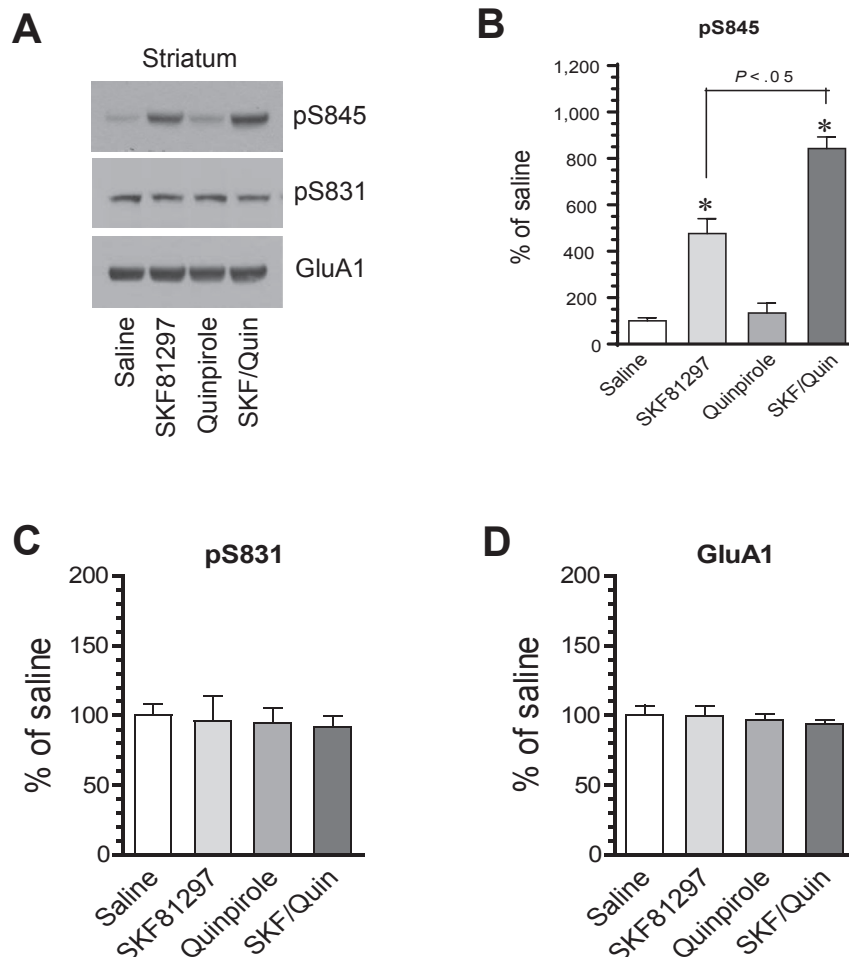 A
Striatum
pS845
pS831
GluA1
Saline
SKF81297
Quinpirole
SKF/Quin
B
pS845
% of saline
1,200
1,000
800
600
400
200
0
P < .05
*
*
Saline
SKF81297
Quinpirole
SKF/Quin
C
pS831
% of saline
200
150
100
50
0
Saline
SKF81297
Quinpirole
SKF/Quin
D
GluA1
% of saline
200
150
100
50
0
Saline
SKF81297
Quinpirole
SKF/Quin